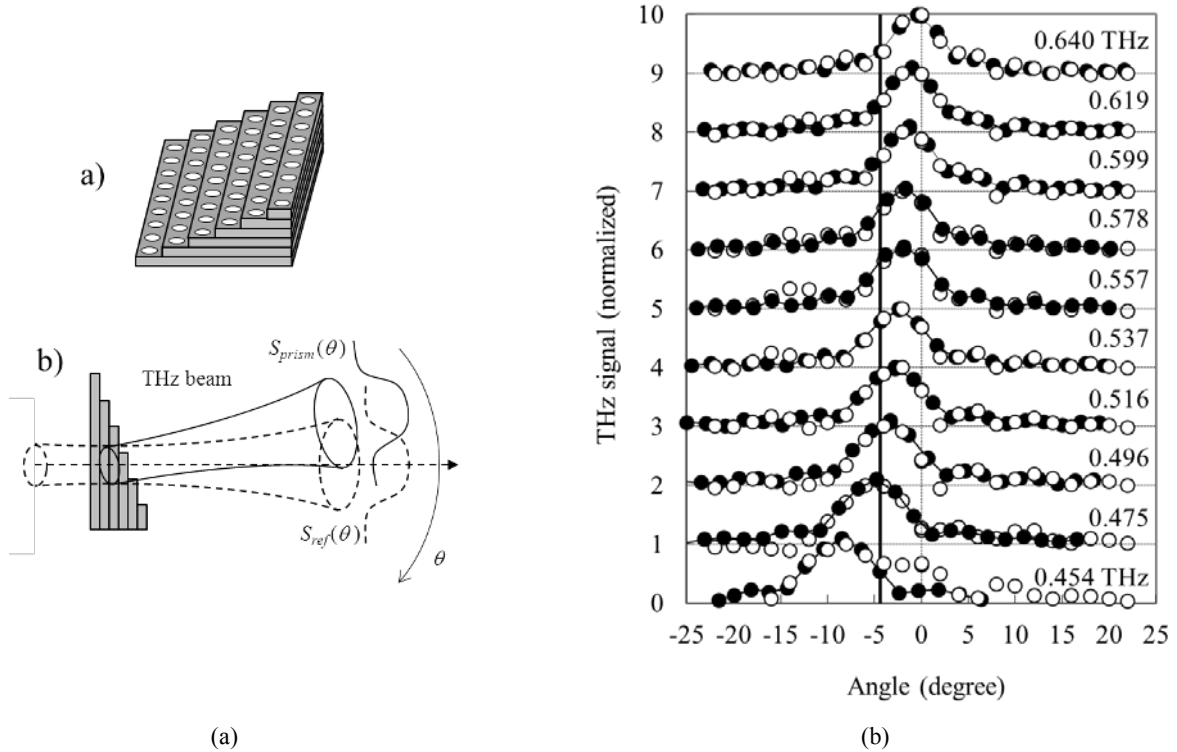 a)
b)
THz beam
S_prism(θ)
S_ref(θ)
θ
(a)
THz signal (normalized)
10
9
8
7
6
5
4
3
2
1
0
0.640 THz
0.619
0.599
0.578
0.557
0.537
0.516
0.496
0.475
0.454 THz
-25 -20 -15 -10 -5 0 5 10 15 20 25
Angle (degree)
(b)